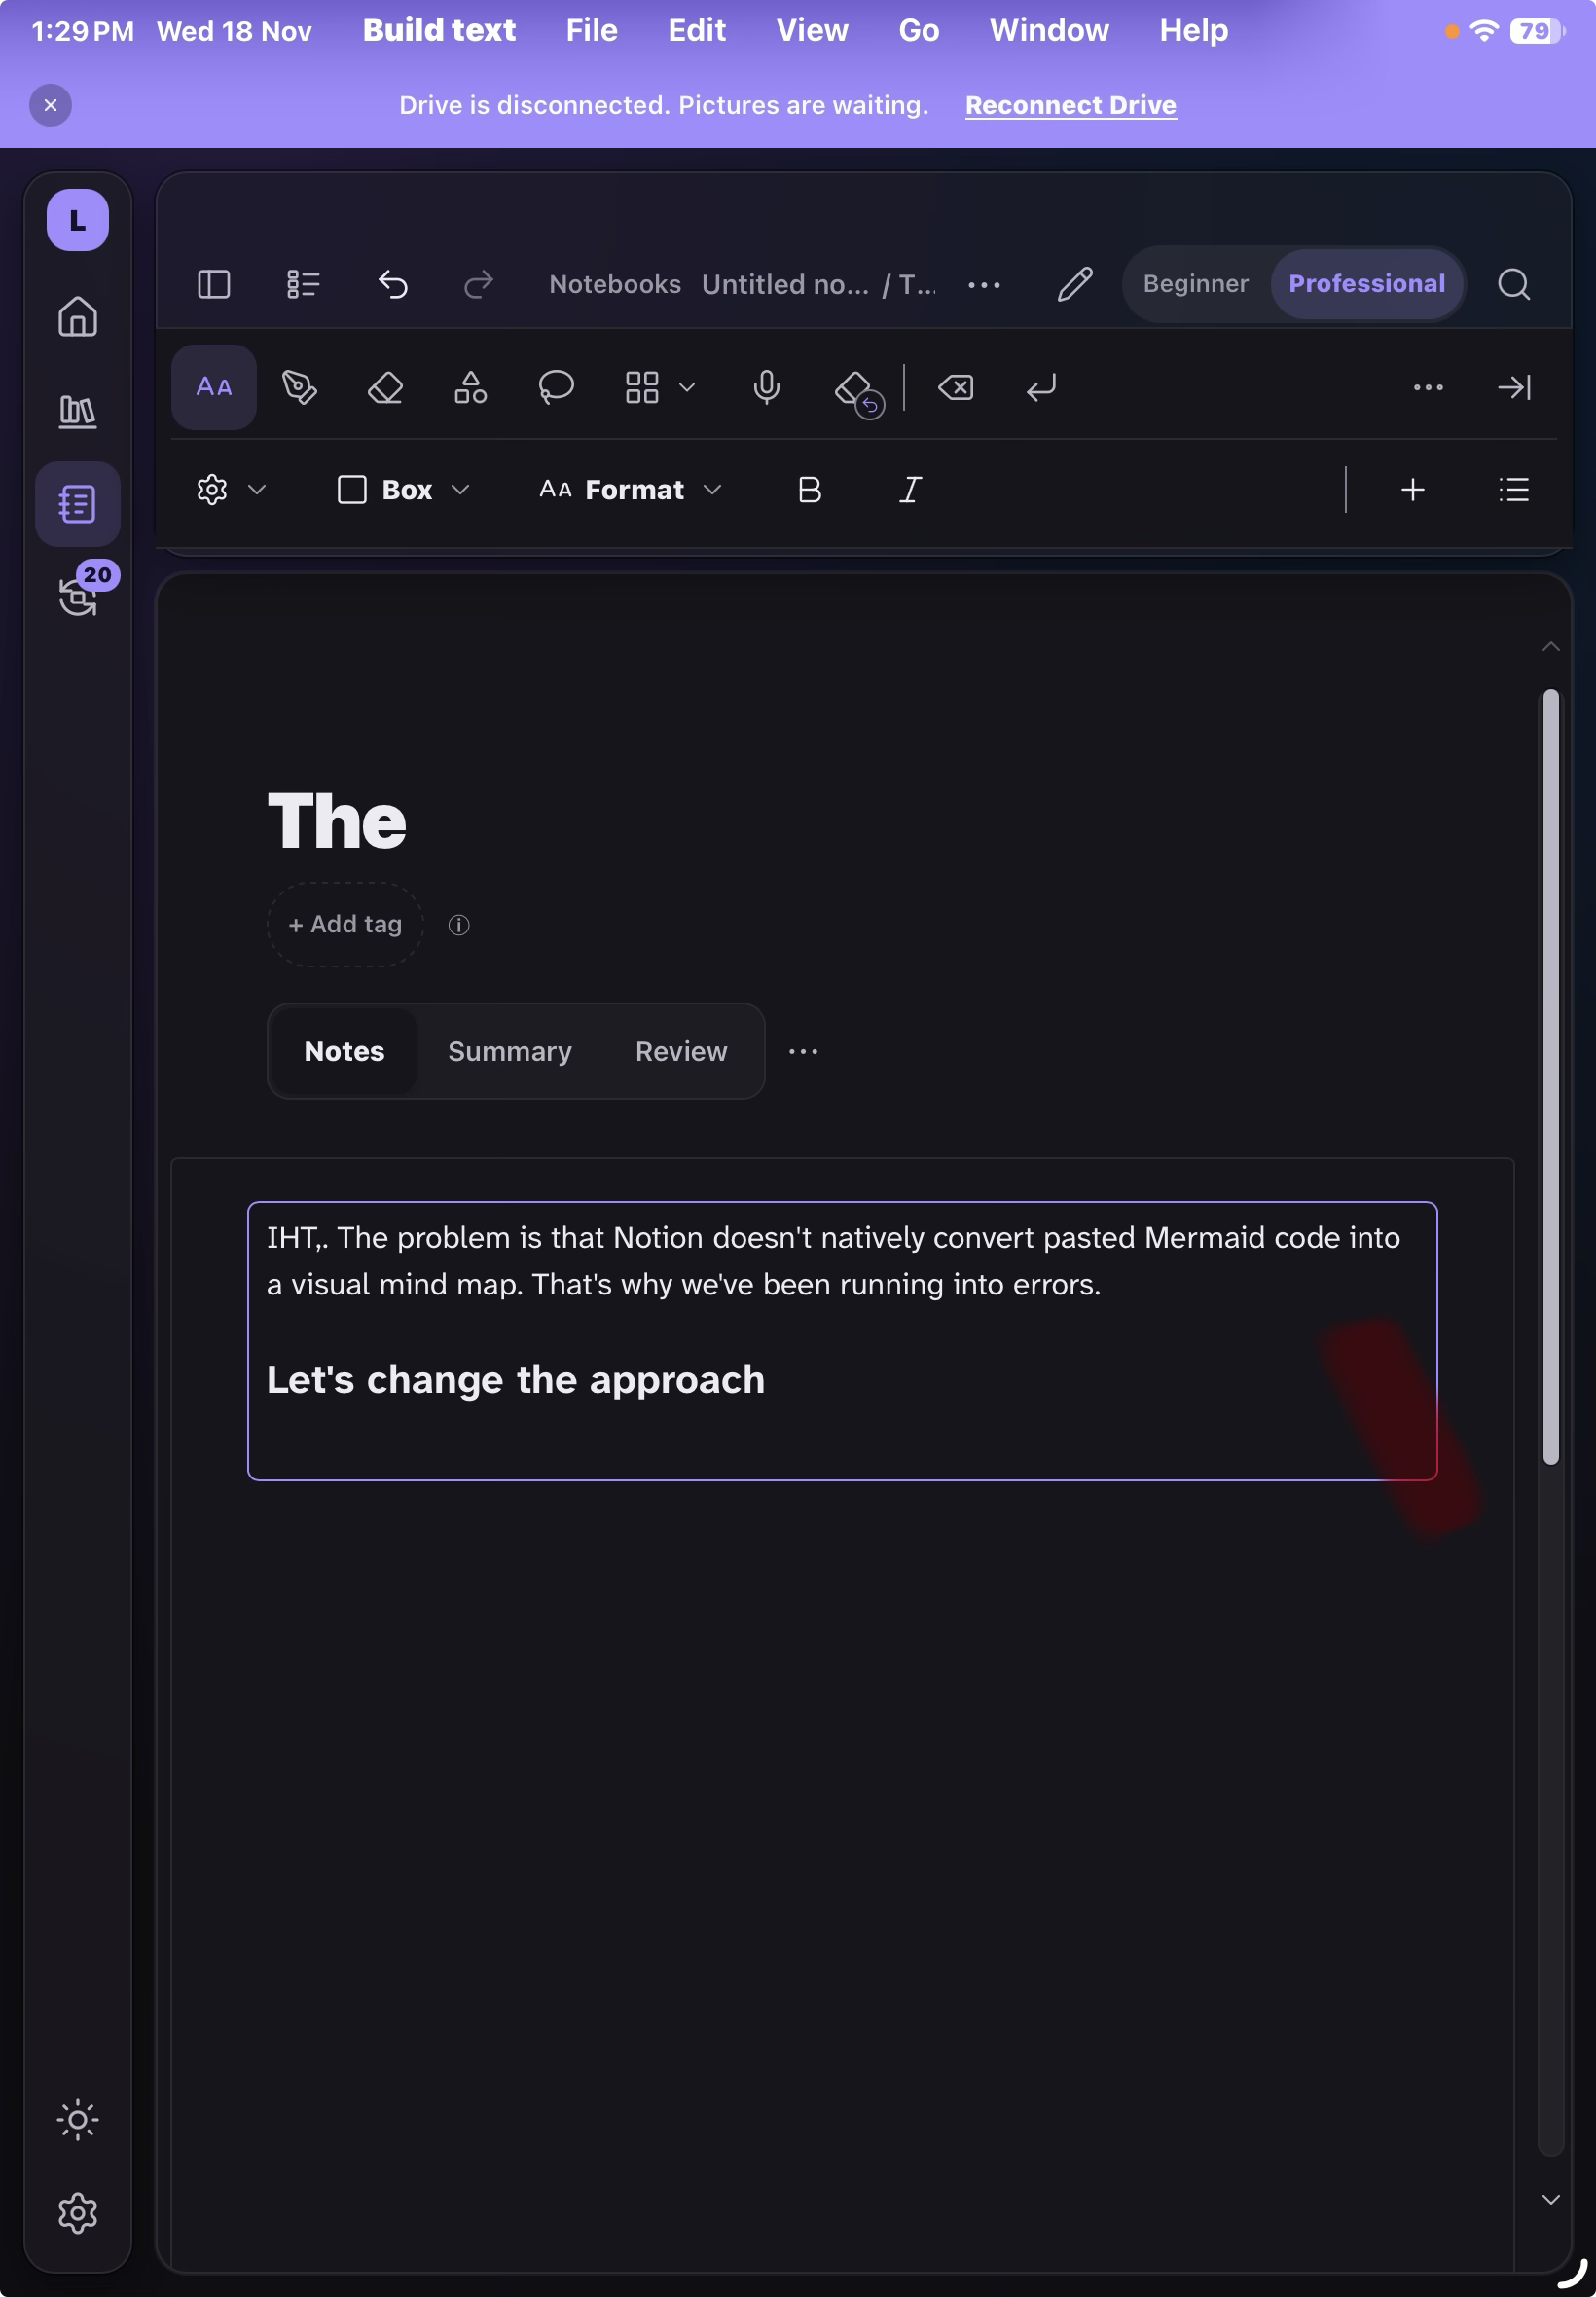 1:29 PM Wed 18 Nov Build text File Edit View Go Window Help 79
Drive is disconnected. Pictures are waiting. Reconnect Drive
L
Notebooks Untitled no... / T... Beginner Professional
AA
Box AA Format B I
20
The
+ Add tag
Notes Summary Review
IHT,. The problem is that Notion doesn't natively convert pasted Mermaid code into
a visual mind map. That's why we've been running into errors.
Let's change the approach